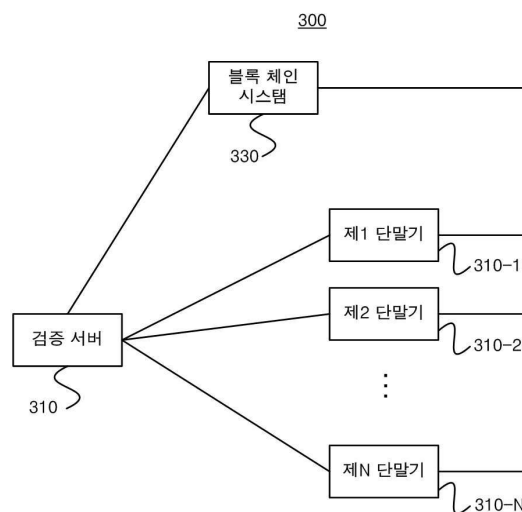 300
블록 체인
시스탬
330
제1 단말기
310-1
제2 단말기
310-2
검증 서버
310
제N 단말기
310-N